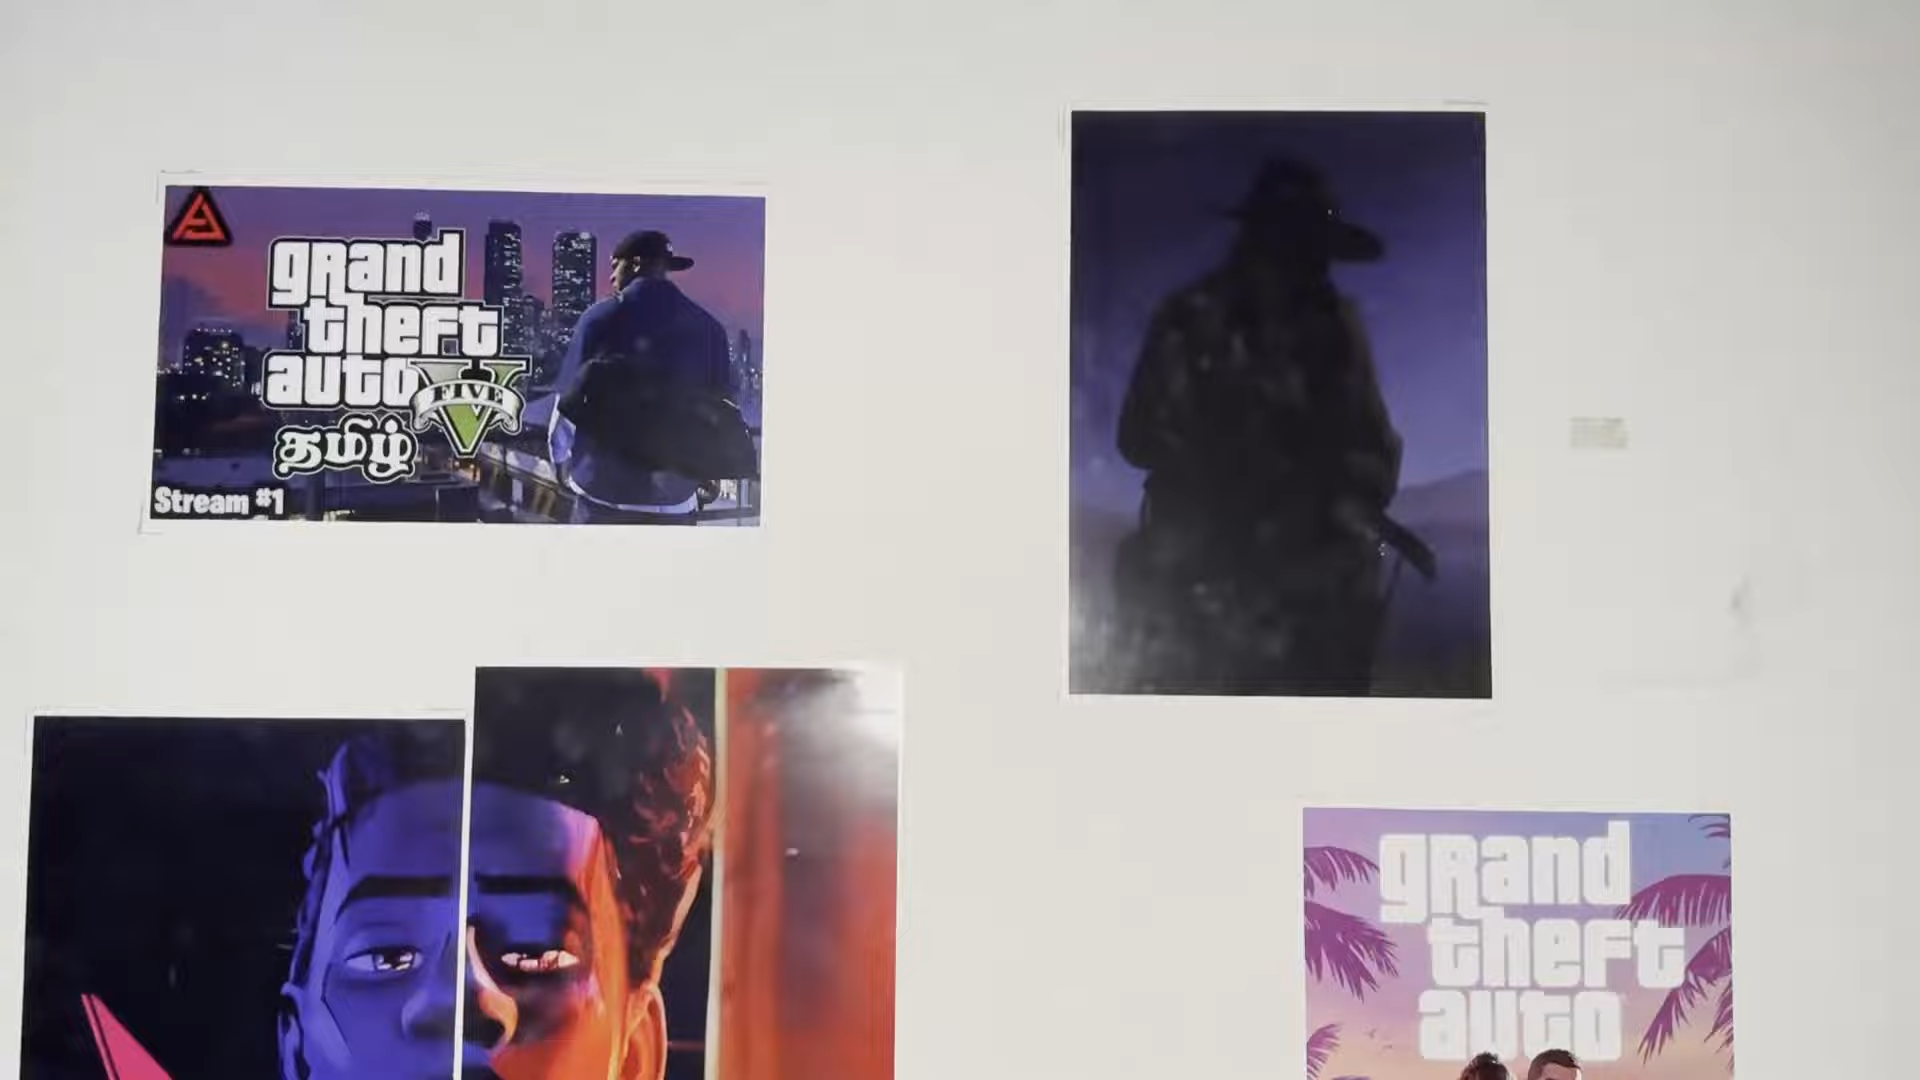 grand
theft
auto V
FIVE
தமிழ்
Stream #1
grand
theft
auto